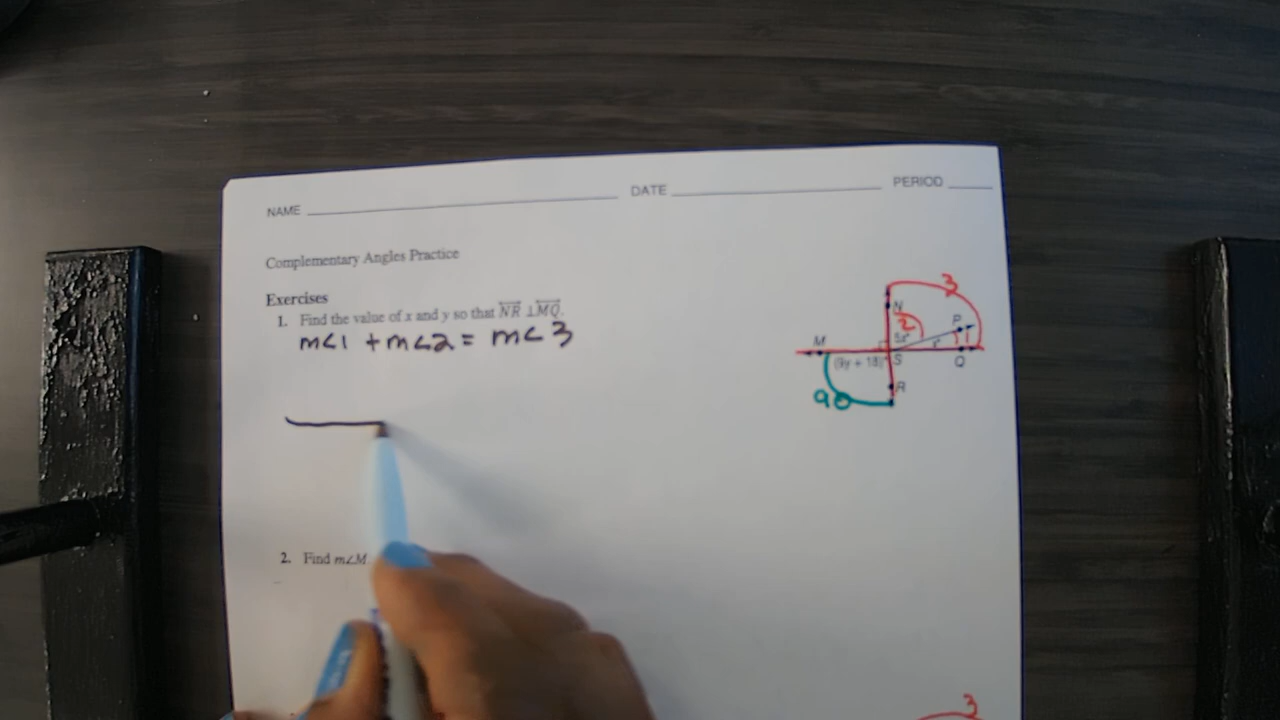 NAME DATE PERIOD
Complementary Angles Practice
Exercises
1. Find the value of x and y so that NR ⊥ MQ.
m∠1 + m∠2 = m∠3
3
N
2
P
1
5x°
x°
M
(9y + 18)°
S
Q
R
90
2. Find m∠M
3